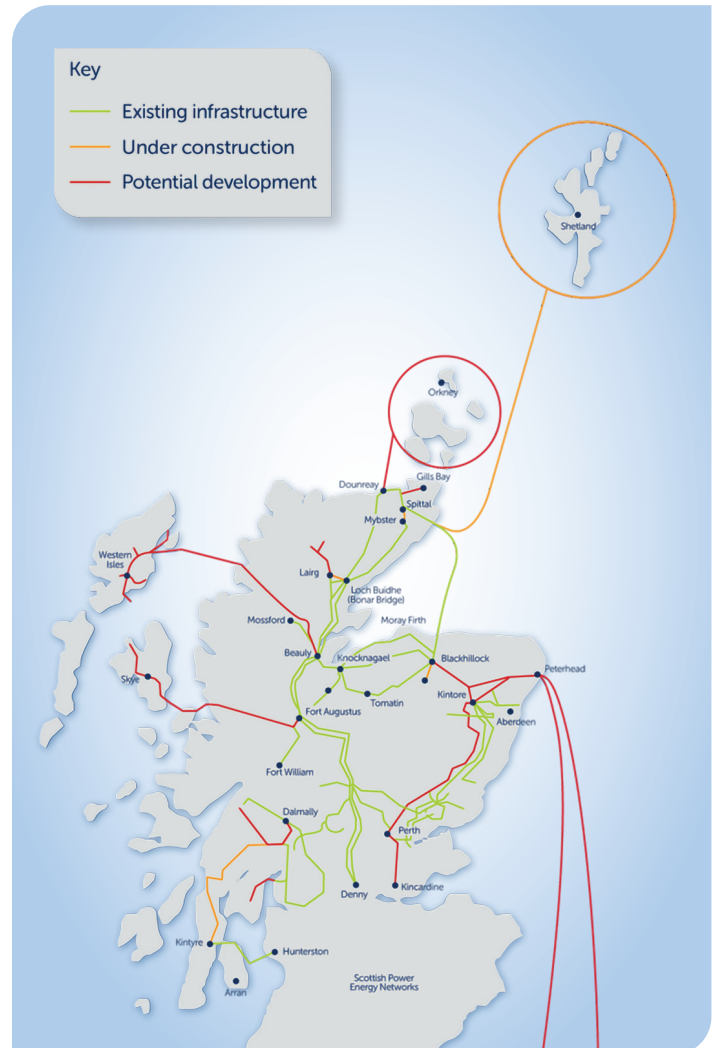 Key
Existing infrastructure
Under construction
Potential development
Shetland
Orkney
Gills Bay
Dounreay
Spittal
Mybster
Western
Isles
Lairg
Loch Buidhe
(Bonar Bridge)
Mossford
Moray Firth
Beauly
Knocknagael
Blackhillock
Peterhead
Skye
Tomatin
Kintore
Fort Augustus
Aberdeen
Fort William
Dalmally
Perth
Denny
Kincardine
Kintyre
Hunterston
Arran
Scottish Power
Energy Networks